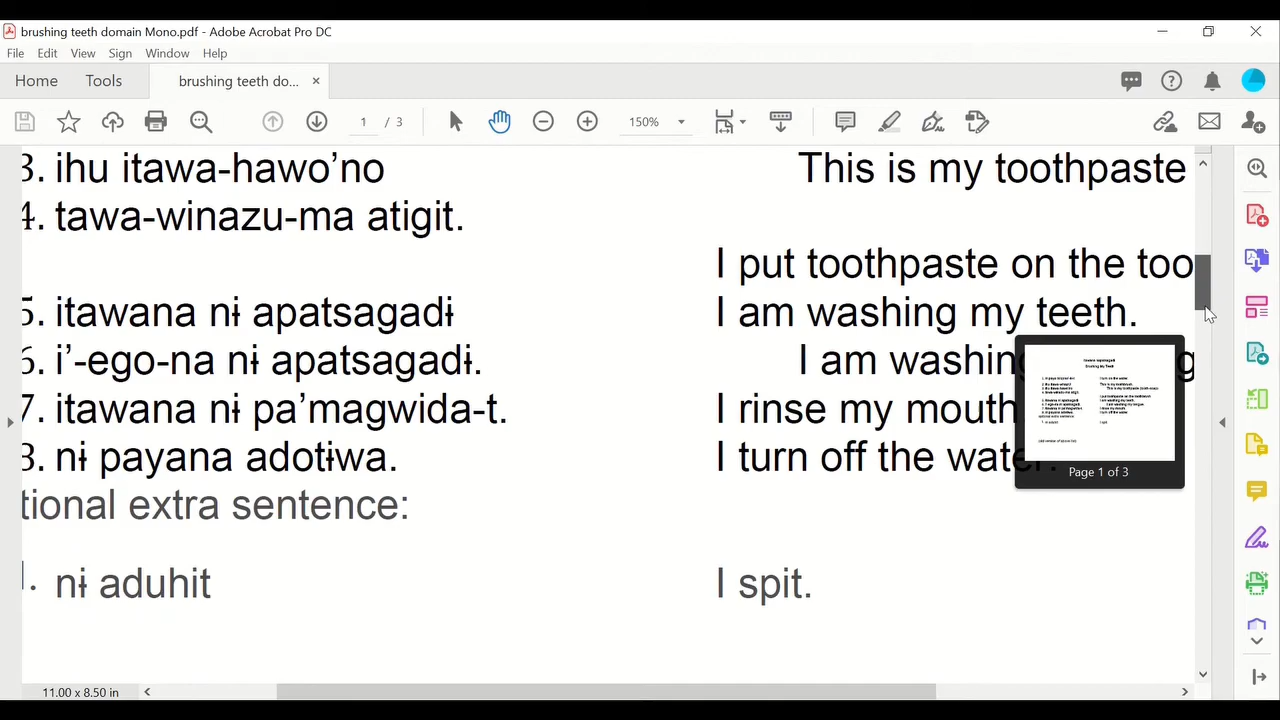 brushing teeth domain Mono.pdf - Adobe Acrobat Pro DC
File Edit View Sign Window Help
Home Tools brushing teeth do... ×
1 / 3 150%
3. ihu itawa-hawo’no This is my toothpaste
4. tawa-winazu-ma atigit.
I put toothpaste on the too
5. itawana nɨ apatsagadɨ I am washing my teeth.
6. i’-ego-na nɨ apatsagadɨ. I am washing
7. itawana nɨ pa’magwida-t. I rinse my mouth
8. nɨ payana adotɨwa. I turn off the water.
tional extra sentence:
nɨ aduhit I spit.
Page 1 of 3
11.00 x 8.50 in